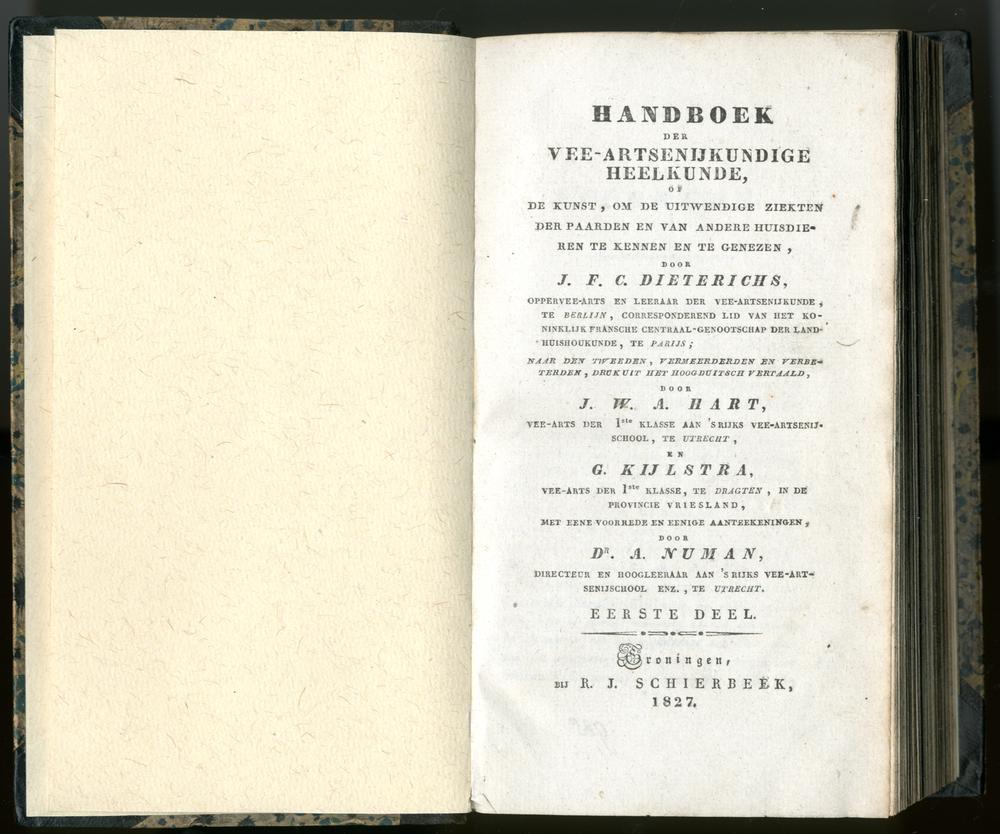 HANDBOEK
DER
VEE-ARTSENIJKUNDIGE
HEELKUNDE,
OF
DE KUNST, OM DE UITWENDIGE ZIEKTEN
DER PAARDEN EN VAN ANDERE HUISDIE-
REN TE KENNEN EN TE GENEZEN,
DOOR
J. F. C. DIETERICHS,
OPPERVEE-ARTS EN LEERAAR DER VEE-ARTSENIJKUNDE,
TE BERLIJN, CORRESPONDEREND LID VAN HET KO-
NINKLIJK FRANSCHE CENTRAAL-GENOOTSCHAP DER LAND-
HUISHOUKUNDE, TE PARIJS;
NAAR DEN TWEEDEN, VERMEERDERDEN EN VERBE-
TERDEN, DRUK UIT HET HOOGDUITSCH VERTAALD,
DOOR
J. W. A. HART,
VEE-ARTS DER 1ste KLASSE AAN 'SRIJKS VEE-ARTSENIJ-
SCHOOL, TE UTRECHT,
EN
G. KIJLSTRA,
VEE-ARTS DER 1ste KLASSE, TE DRAGTEN, IN DE
PROVINCIE VRIESLAND,
MET EENE VOORREDE EN EENIGE AANTEEKENINGEN,
DOOR
DR. A. NUMAN,
DIRECTEUR EN HOOGLEERAAR AAN 'SRIJKS VEE-ART-
SENIJSCHOOL ENZ., TE UTRECHT.
EERSTE DEEL.
Groningen,
BIJ R. J. SCHIERBEEK,
1827.